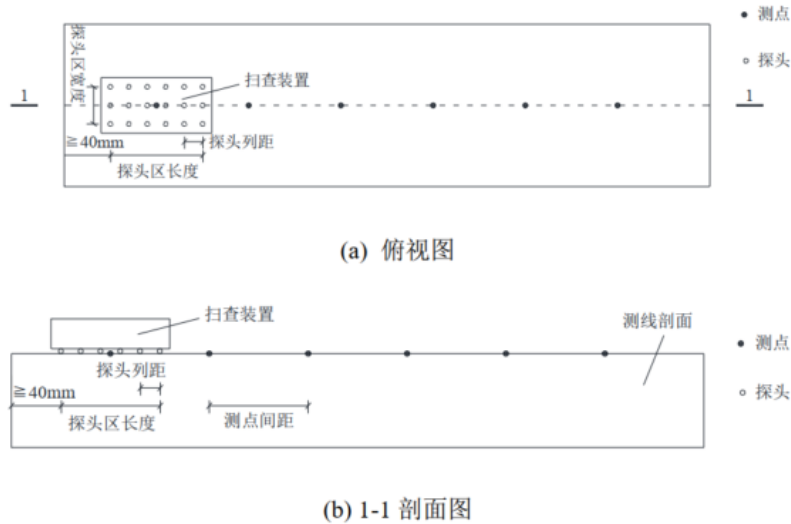 测点
探头
探头区宽度
扫查装置
1
1
≧40mm
探头列距
探头区长度
(a) 俯视图
扫查装置
测线剖面
测点
探头列距
探头
≧40mm
探头区长度
测点间距
(b) 1-1 剖面图